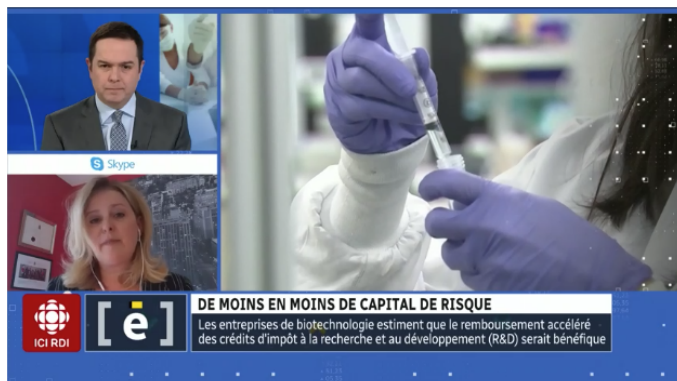 Skype
DE MOINS EN MOINS DE CAPITAL DE RISQUE
ICI RDI
[é]
Les entreprises de biotechnologie estiment que le remboursement accéléré
des crédits d'impôt à la recherche et au développement (R&D) serait bénéfique